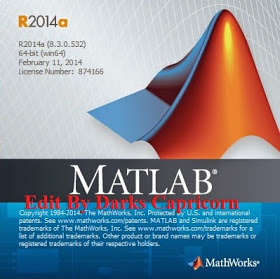 R2014a
R2014a (8.3.0.532)
64-bit (win64)
February 11, 2014
License Number: 874166
MATLAB®
Edit By Darks Capricorn
Copyright 1984-2014, The MathWorks, Inc. Protected by U.S. and international
patents. See www.mathworks.com/patents. MATLAB and Simulink are registered
trademarks of The MathWorks, Inc. See www.mathworks.com/trademarks for a
list of additional trademarks. Other product or brand names may be trademarks or
registered trademarks of their respective holders.
MathWorks®